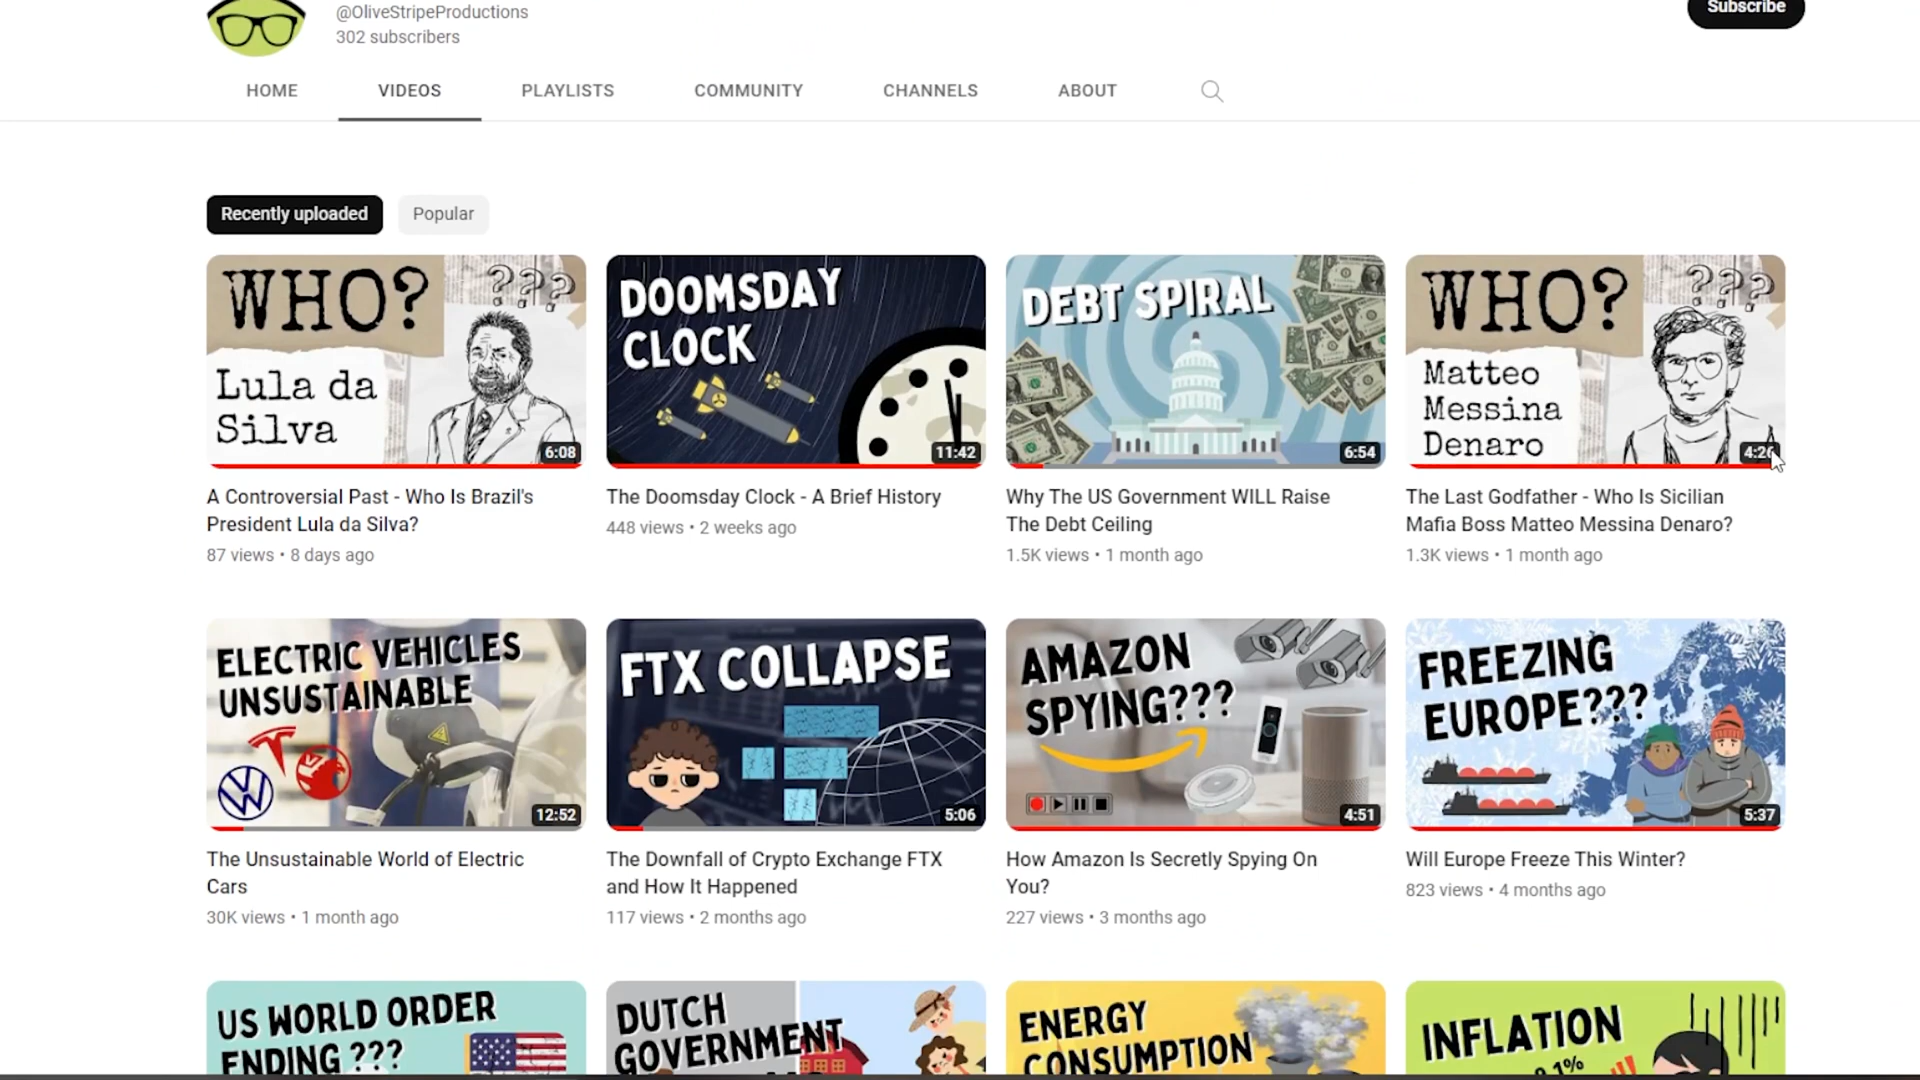 @OliveStripeProductions
Subscribe
302 subscribers
HOME
VIDEOS
PLAYLISTS
COMMUNITY
CHANNELS
ABOUT
Recently uploaded
Popular
WHO?
???
Lula da
Silva
6:08
DOOMSDAY
CLOCK
11:42
DEBT SPIRAL
6:54
WHO?
???
Matteo
Messina
Denaro
4:26
A Controversial Past - Who Is Brazil's
President Lula da Silva?
87 views • 8 days ago
The Doomsday Clock - A Brief History
448 views • 2 weeks ago
Why The US Government WILL Raise
The Debt Ceiling
1.5K views • 1 month ago
The Last Godfather - Who Is Sicilian
Mafia Boss Matteo Messina Denaro?
1.3K views • 1 month ago
ELECTRIC VEHICLES
UNSUSTAINABLE
12:52
FTX COLLAPSE
5:06
AMAZON
SPYING???
4:51
FREEZING
EUROPE???
5:37
The Unsustainable World of Electric
Cars
30K views • 1 month ago
The Downfall of Crypto Exchange FTX
and How It Happened
117 views • 2 months ago
How Amazon Is Secretly Spying On
You?
227 views • 3 months ago
Will Europe Freeze This Winter?
823 views • 4 months ago
US WORLD ORDER
ENDING ???
DUTCH
GOVERNMENT
ENERGY
CONSUMPTION
INFLATION